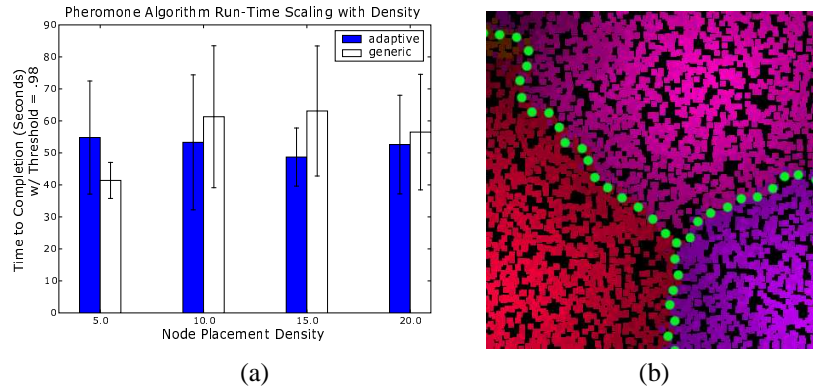 Pheromone Algorithm Run-Time Scaling with Density
Time to Completion (Seconds)
w/ Threshold = .98
90
80
70
60
50
40
30
20
10
0
adaptive
generic
5.0
10.0
15.0
20.0
Node Placement Density
(a)
(b)